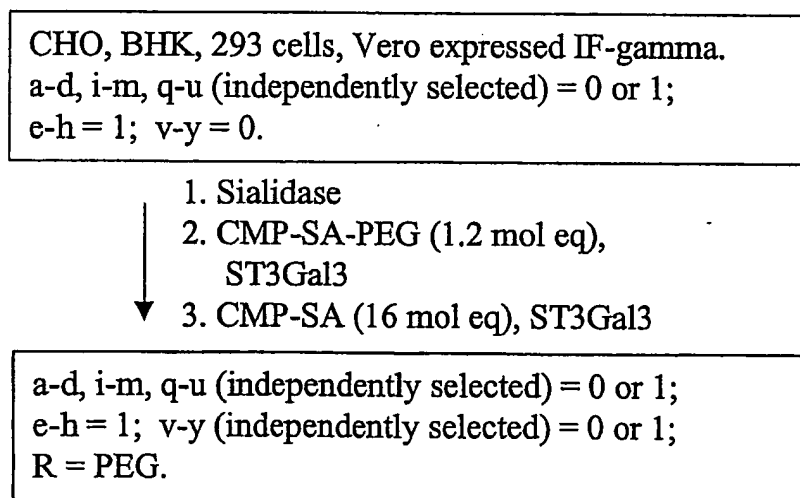 CHO, BHK, 293 cells, Vero expressed IF-gamma.
a-d, i-m, q-u (independently selected) = 0 or 1;
e-h = 1; v-y = 0.
1. Sialidase
2. CMP-SA-PEG (1.2 mol eq),
ST3Gal3
3. CMP-SA (16 mol eq), ST3Gal3
a-d, i-m, q-u (independently selected) = 0 or 1;
e-h = 1; v-y (independently selected) = 0 or 1;
R = PEG.